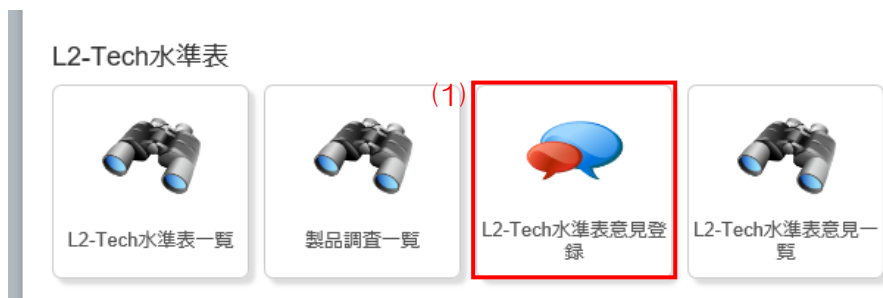 L2-Tech水準表
(1)
L2-Tech水準表一覧
製品調査一覧
L2-Tech水準表意見登
録
L2-Tech水準表意見一
覧